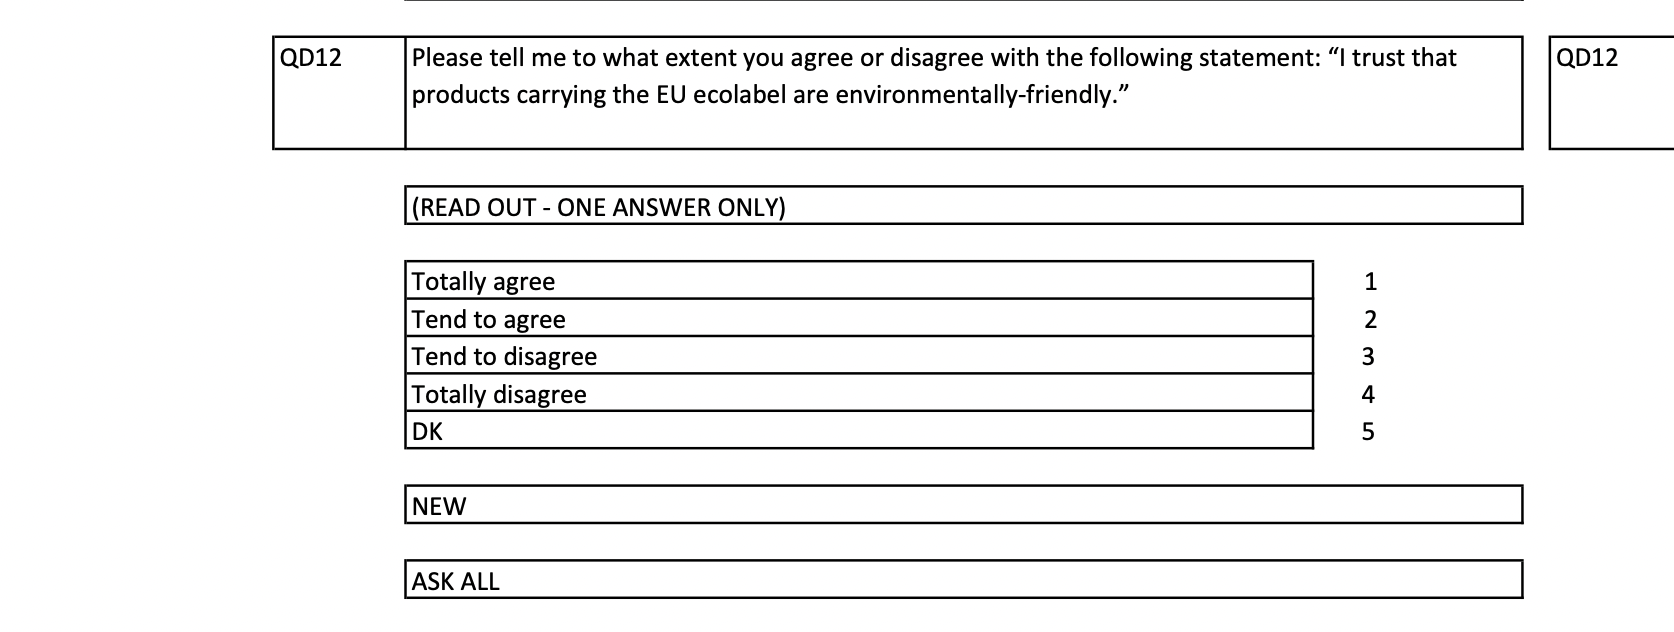 QD12
Please tell me to what extent you agree or disagree with the following statement: “I trust that
products carrying the EU ecolabel are environmentally-friendly.”
QD12
(READ OUT - ONE ANSWER ONLY)
Totally agree 1
Tend to agree 2
Tend to disagree 3
Totally disagree 4
DK 5
NEW
ASK ALL